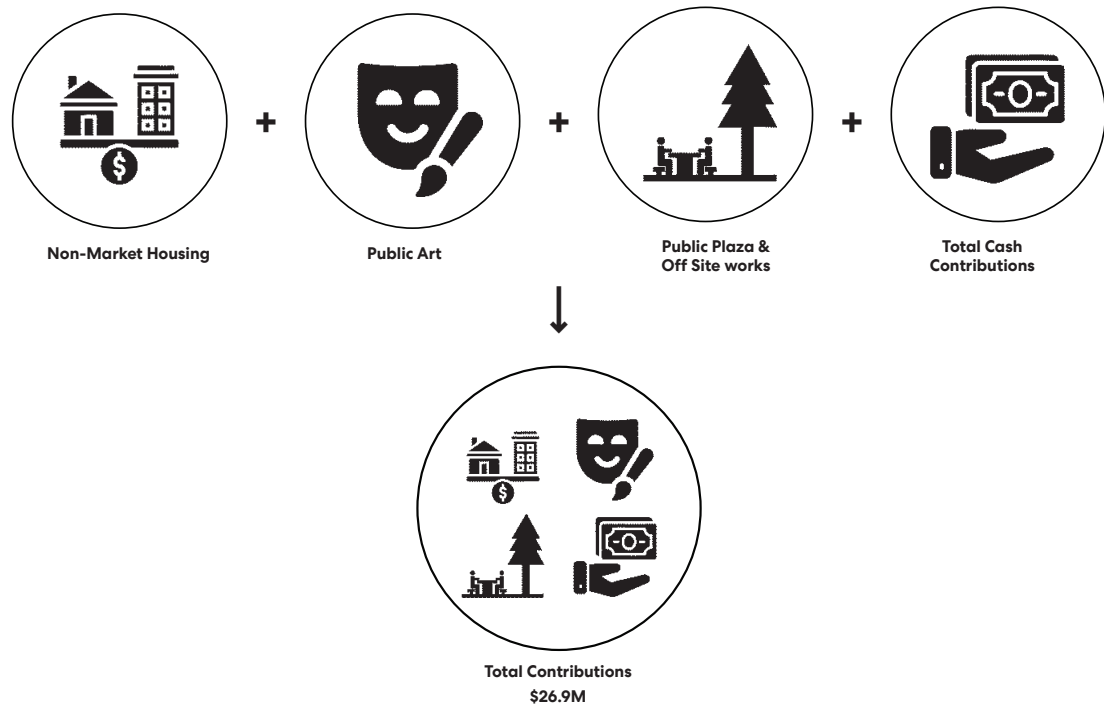 Non-Market Housing
Public Art
Public Plaza &
Off Site works
Total Cash
Contributions
Total Contributions
$26.9M